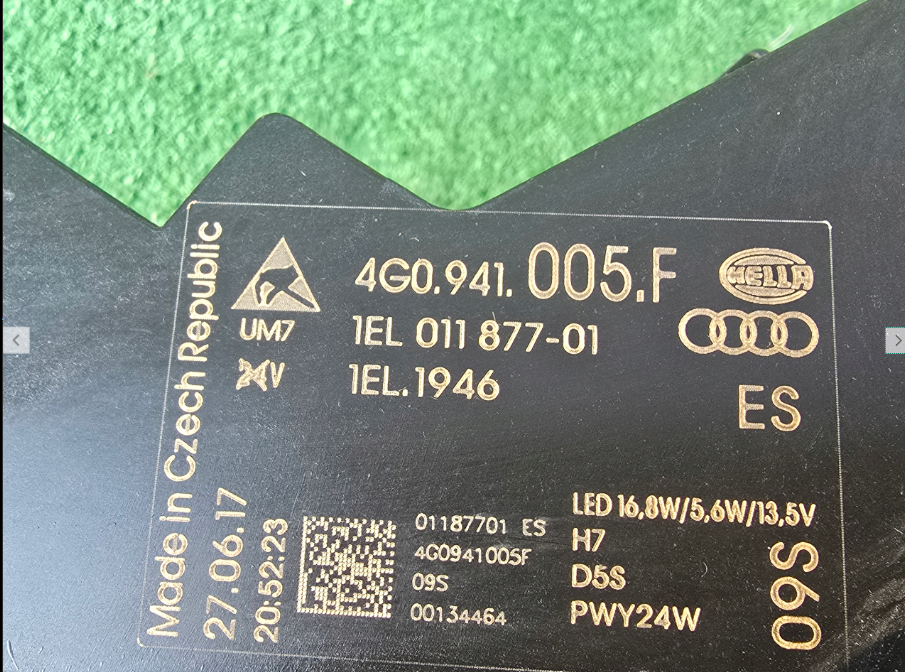 Made in Czech Republic
27.06.17
20:52:23
UM7
V
4G0.941.005.F
HELLA
1EL 011 877-01
1EL.1946
ES
01187701 ES
4G0941005F
09S
00134464
LED 16,8W/5,6W/13,5V
H7
D5S
PWY24W
09S